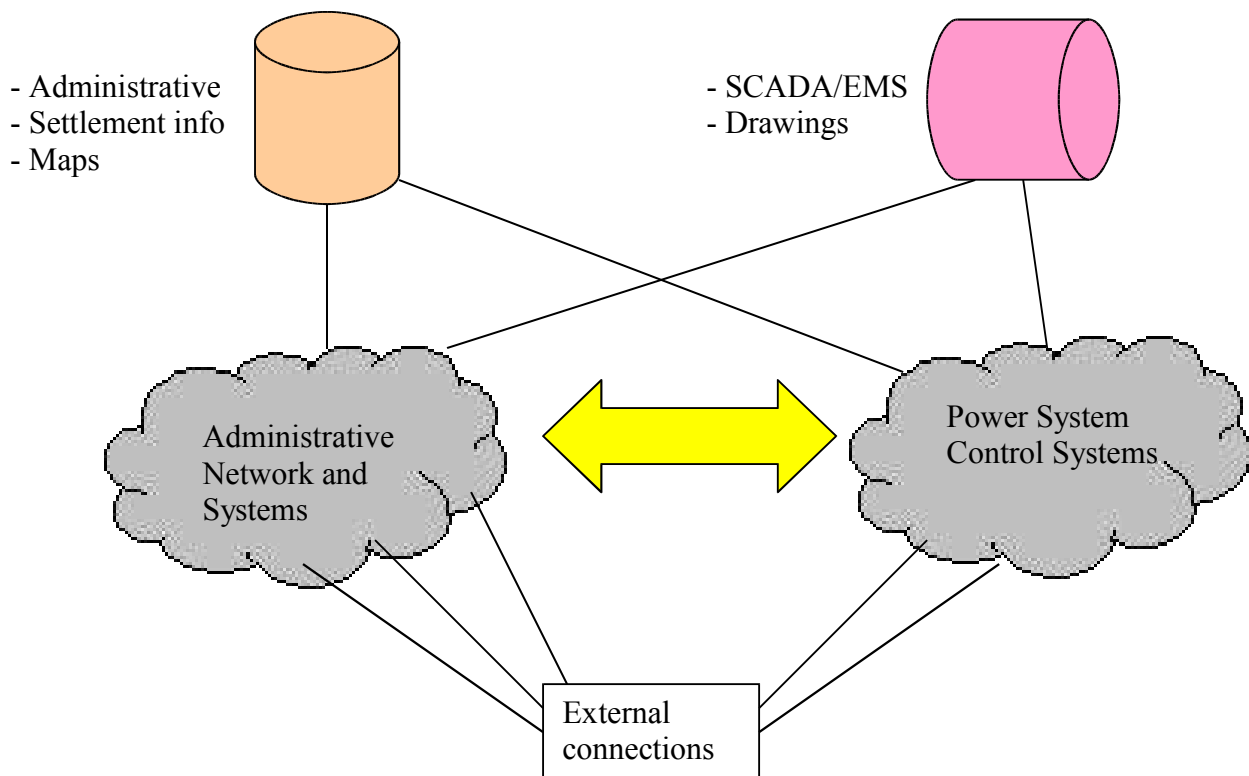 - Administrative
- Settlement info
- Maps
- SCADA/EMS
- Drawings
Administrative
Network and
Systems
Power System
Control Systems
External
connections